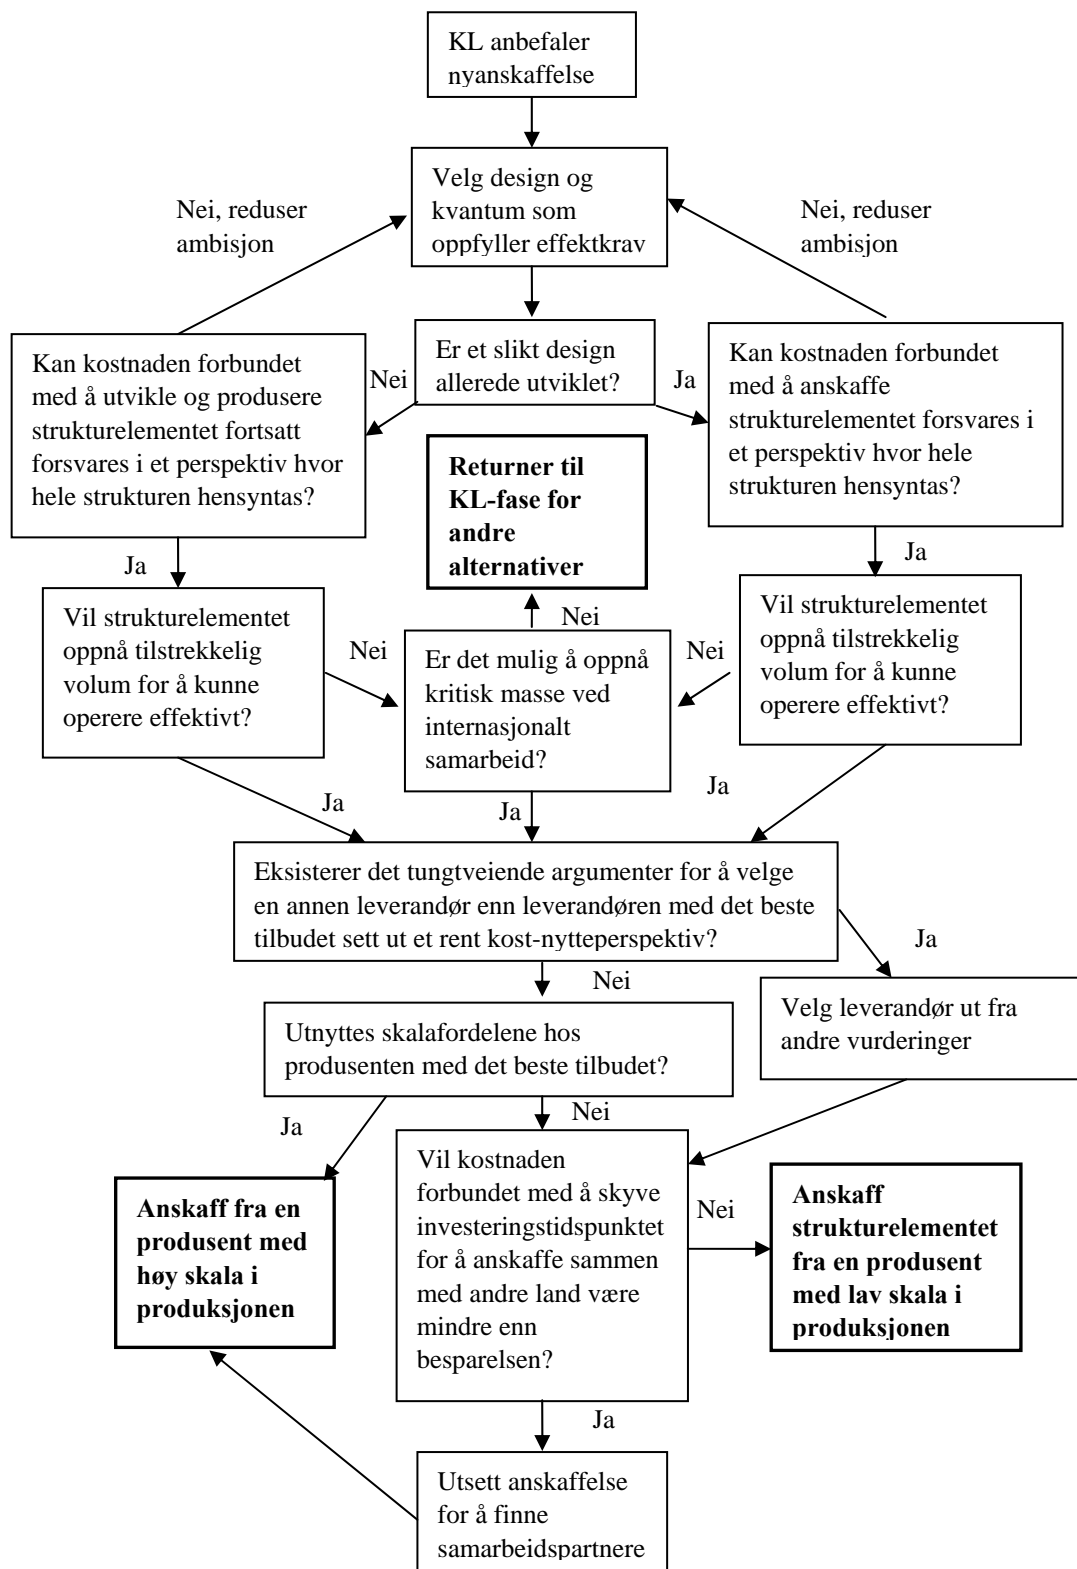 KL anbefaler
nyanskaffelse
Velg design og
kvantum som
oppfyller effektkrav
Nei, reduser
ambisjon
Nei, reduser
ambisjon
Er et slikt design
allerede utviklet?
Nei
Ja
Kan kostnaden forbundet
med å utvikle og produsere
strukturelementet fortsatt
forsvares i et perspektiv hvor
hele strukturen hensyntas?
Kan kostnaden forbundet
med å anskaffe
strukturelementet forsvares i
et perspektiv hvor hele
strukturen hensyntas?
Returner til
KL-fase for
andre
alternativer
Ja
Ja
Vil strukturelementet
oppnå tilstrekkelig
volum for å kunne
operere effektivt?
Nei
Nei
Er det mulig å oppnå
kritisk masse ved
internasjonalt
samarbeid?
Nei
Vil strukturelementet
oppnå tilstrekkelig
volum for å kunne
operere effektivt?
Ja
Ja
Ja
Eksisterer det tungtveiende argumenter for å velge
en annen leverandør enn leverandøren med det beste
tilbudet sett ut et rent kost-nytteperspektiv?
Ja
Nei
Velg leverandør ut fra
andre vurderinger
Utnyttes skalafordelene hos
produsenten med det beste tilbudet?
Ja
Nei
Anskaff fra en
produsent med
høy skala i
produksjonen
Vil kostnaden
forbundet med å skyve
investeringstidspunktet
for å anskaffe sammen
med andre land være
mindre enn
besparelsen?
Nei
Anskaff
strukturelementet
fra en produsent
med lav skala i
produksjonen
Ja
Utsett anskaffelse
for å finne
samarbeidspartnere